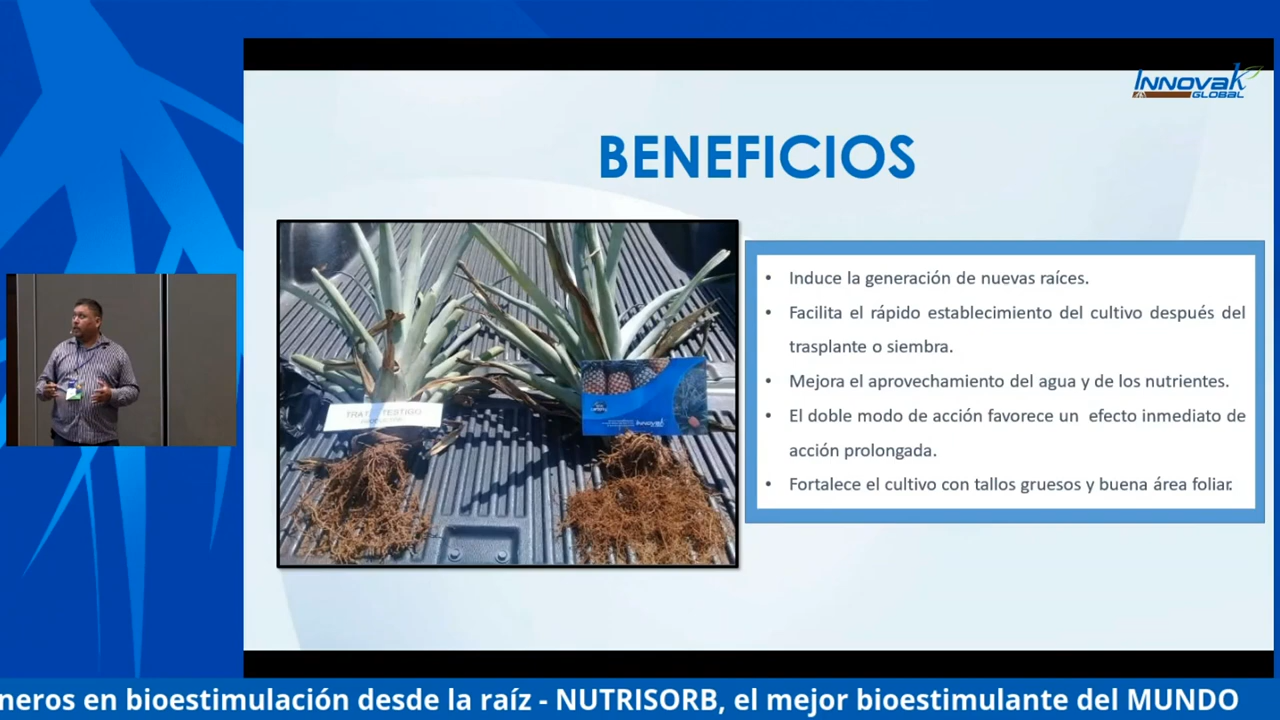 INNOVAK
GLOBAL
BENEFICIOS
TESTIGO
INNOVAK
• Induce la generación de nuevas raíces.
• Facilita el rápido establecimiento del cultivo después del
trasplante o siembra.
• Mejora el aprovechamiento del agua y de los nutrientes.
• El doble modo de acción favorece un efecto inmediato de
acción prolongada.
• Fortalece el cultivo con tallos gruesos y buena área foliar.
neros en bioestimulación desde la raíz - NUTRISORB, el mejor bioestimulante del MUNDO